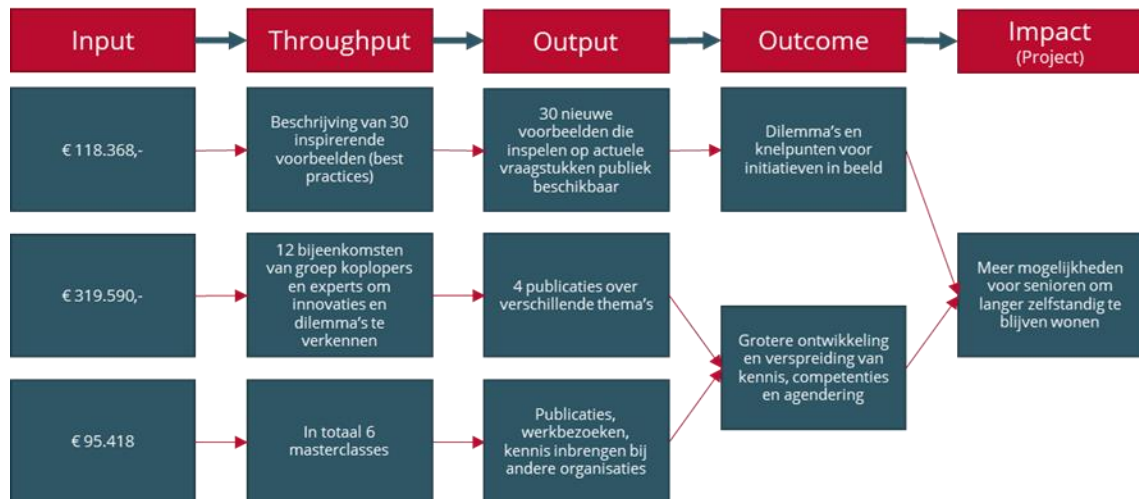 Input
Throughput
Output
Outcome
Impact
(Project)
€ 118.368,-
Beschrijving van 30
inspirerende
voorbeelden (best
practices)
30 nieuwe
voorbeelden die
inspelen op actuele
vraagstukken publiek
beschikbaar
Dilemma's en
knelpunten voor
initiatieven in beeld
€ 319.590,-
12 bijeenkomsten
van groep koplopers
en experts om
innovaties en
dilemma's te
verkennen
4 publicaties over
verschillende thema's
Grotere ontwikkeling
en verspreiding van
kennis, competenties
en agendering
Meer mogelijkheden
voor senioren om
langer zelfstandig te
blijven wonen
€ 95.418
In totaal 6
masterclasses
Publicaties,
werkbezoeken,
kennis inbrengen bij
andere organisaties